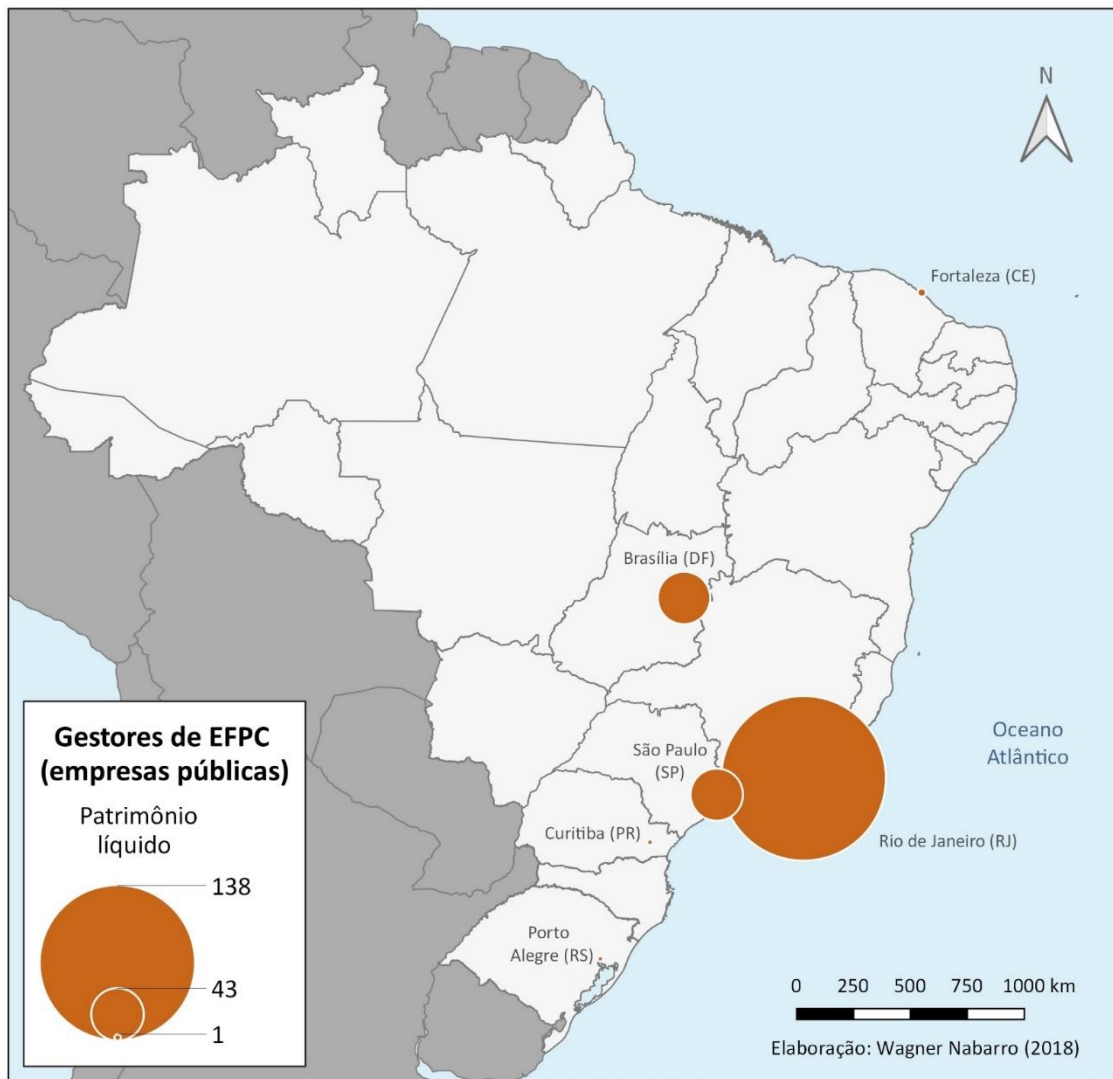 N
Fortaleza (CE)
Brasília (DF)
Oceano
Atlântico
São Paulo
(SP)
Curitiba (PR)
Rio de Janeiro (RJ)
Porto
Alegre (RS)
Gestores de EFPC
(empresas públicas)
Patrimônio
líquido
138
43
1
0 250 500 750 1000 km
Elaboração: Wagner Nabarro (2018)